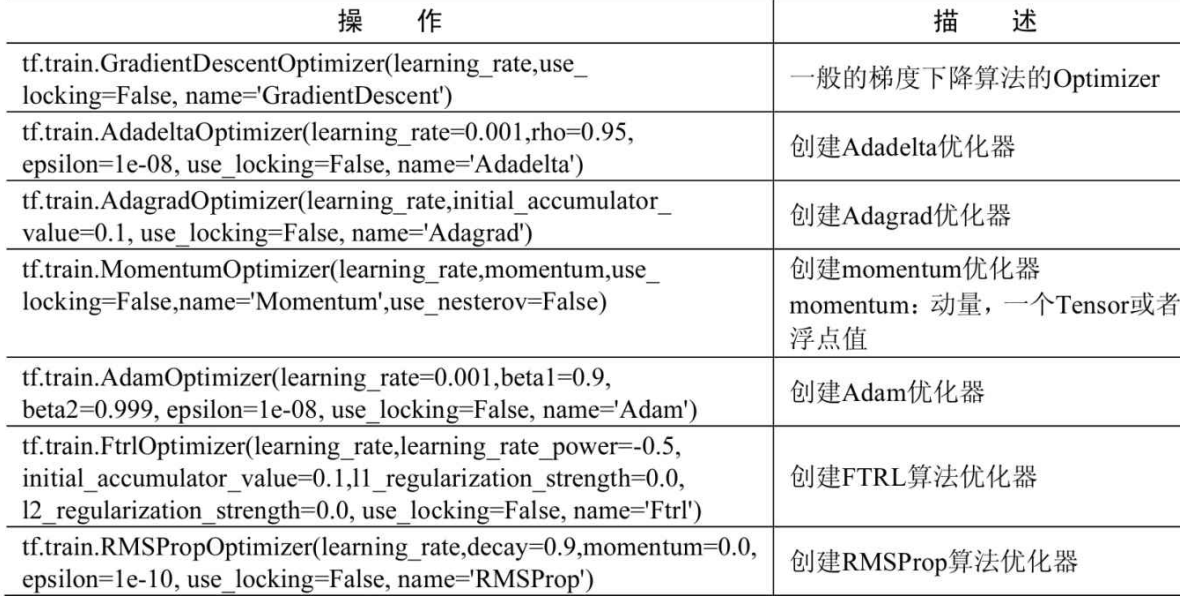 操 作 描 述
tf.train.GradientDescentOptimizer(learning_rate,use_
locking=False, name='GradientDescent')
一般的梯度下降算法的Optimizer
tf.train.AdadeltaOptimizer(learning_rate=0.001,rho=0.95,
epsilon=1e-08, use_locking=False, name='Adadelta')
创建Adadelta优化器
tf.train.AdagradOptimizer(learning_rate,initial_accumulator_
value=0.1, use_locking=False, name='Adagrad')
创建Adagrad优化器
tf.train.MomentumOptimizer(learning_rate,momentum,use_
locking=False,name='Momentum',use_nesterov=False)
创建momentum优化器
momentum：动量，一个Tensor或者
浮点值
tf.train.AdamOptimizer(learning_rate=0.001,beta1=0.9,
beta2=0.999, epsilon=1e-08, use_locking=False, name='Adam')
创建Adam优化器
tf.train.FtrlOptimizer(learning_rate,learning_rate_power=-0.5,
initial_accumulator_value=0.1,l1_regularization_strength=0.0,
l2_regularization_strength=0.0, use_locking=False, name='Ftrl')
创建FTRL算法优化器
tf.train.RMSPropOptimizer(learning_rate,decay=0.9,momentum=0.0,
epsilon=1e-10, use_locking=False, name='RMSProp')
创建RMSProp算法优化器